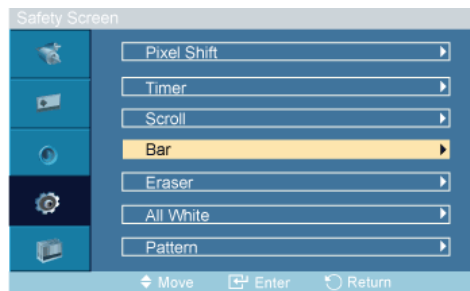 Safety Screen
Pixel Shift
Timer
Scroll
Bar
Eraser
All White
Pattern
Move Enter Return